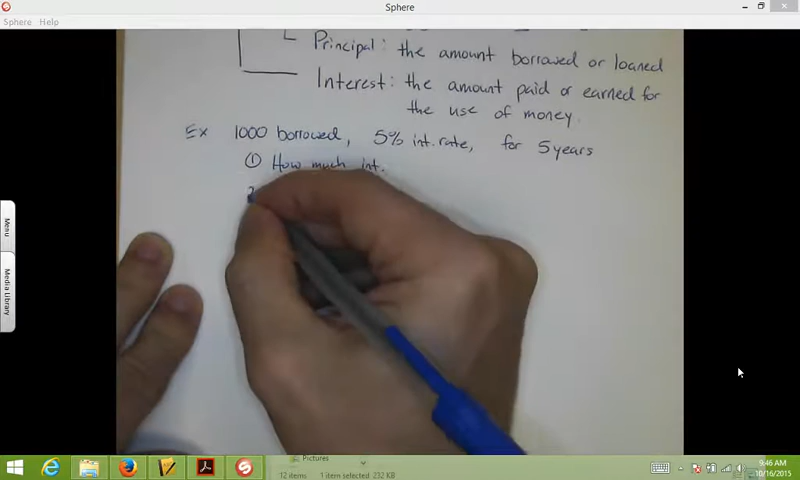 Sphere
Sphere Help
Principal: the amount borrowed or loaned
Interest: the amount paid or earned for
the use of money.
Ex 1000 borrowed, 5% int. rate, for 5 years
① How much int.
Menu
Media Library
Pictures
12 items 1 item selected 232 KB
9:46 AM
10/16/2015